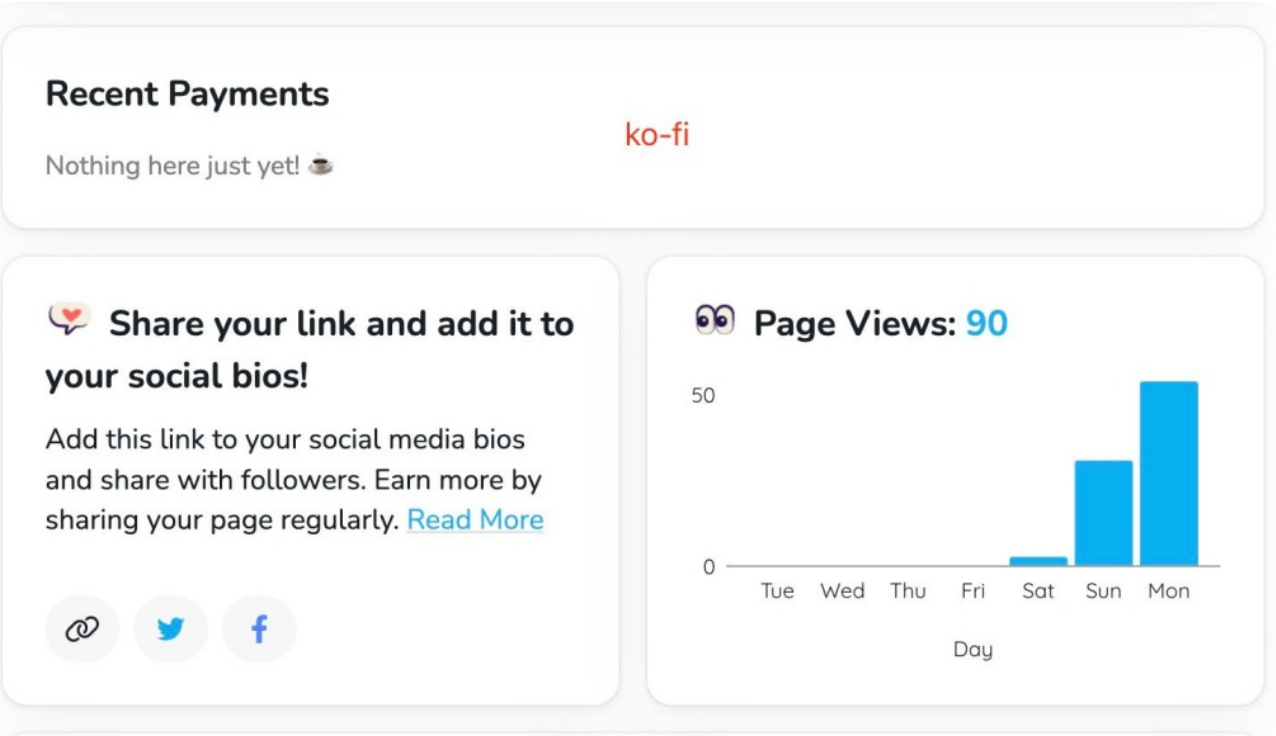 Recent Payments
ko-fi
Nothing here just yet! ☕
Share your link and add it to
your social bios!
Add this link to your social media bios
and share with followers. Earn more by
sharing your page regularly. Read More
Page Views: 90
50
0
Tue Wed Thu Fri Sat Sun Mon
Day